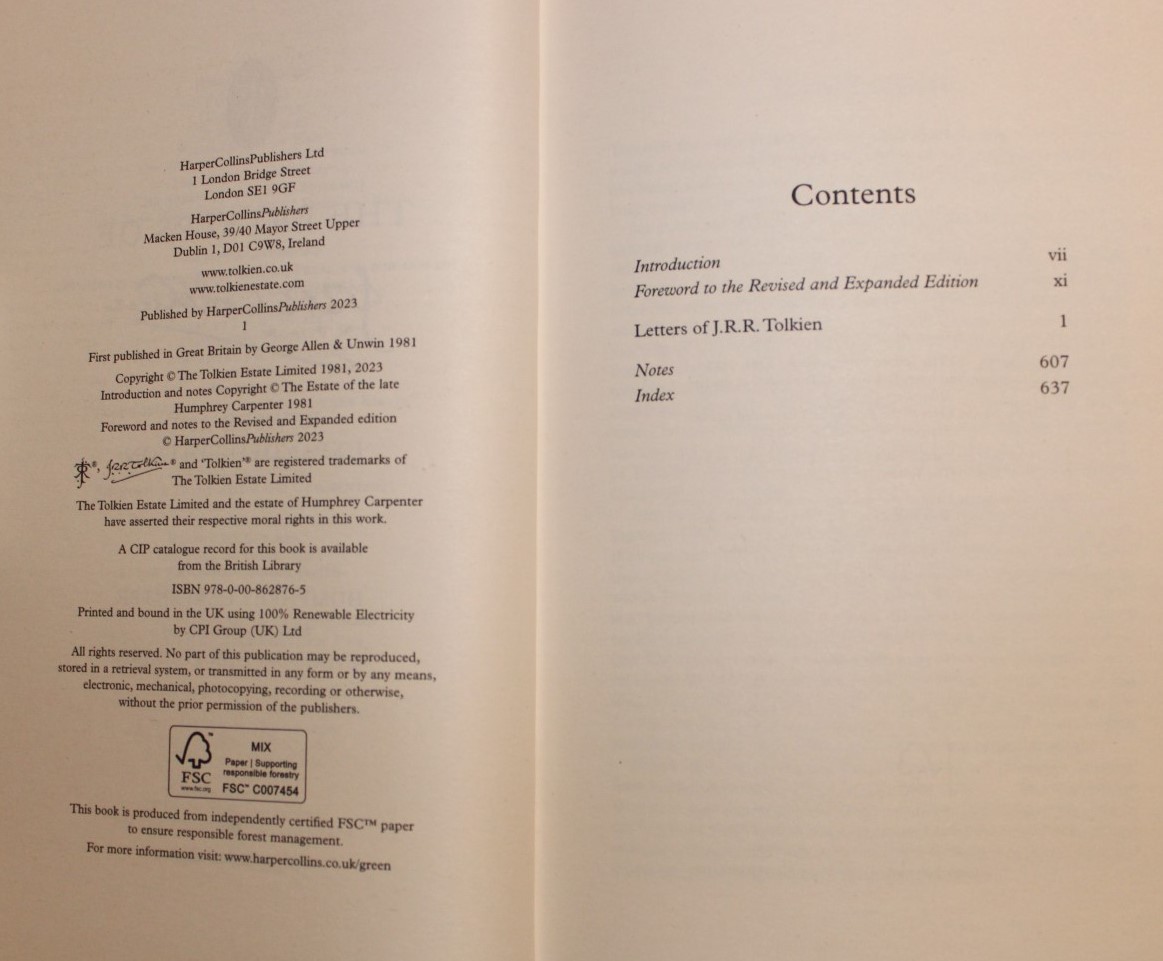 HarperCollinsPublishers Ltd
1 London Bridge Street
London SE1 9GF
HarperCollinsPublishers
Macken House, 39/40 Mayor Street Upper
Dublin 1, D01 C9W8, Ireland
www.tolkien.co.uk
www.tolkienestate.com
Published by HarperCollinsPublishers 2023
1
First published in Great Britain by George Allen & Unwin 1981
Copyright © The Tolkien Estate Limited 1981, 2023
Introduction and notes Copyright © The Estate of the late
Humphrey Carpenter 1981
Foreword and notes to the Revised and Expanded edition
© HarperCollinsPublishers 2023
®, J.R.R. Tolkien® and ‘Tolkien’® are registered trademarks of
The Tolkien Estate Limited
The Tolkien Estate Limited and the estate of Humphrey Carpenter
have asserted their respective moral rights in this work.
A CIP catalogue record for this book is available
from the British Library
ISBN 978-0-00-862876-5
Printed and bound in the UK using 100% Renewable Electricity
by CPI Group (UK) Ltd
All rights reserved. No part of this publication may be reproduced,
stored in a retrieval system, or transmitted in any form or by any means,
electronic, mechanical, photocopying, recording or otherwise,
without the prior permission of the publishers.
FSC
www.fsc.org
MIX
Paper | Supporting
responsible forestry
FSC™ C007454
This book is produced from independently certified FSC™ paper
to ensure responsible forest management.
For more information visit: www.harpercollins.co.uk/green
Contents
Introduction vii
Foreword to the Revised and Expanded Edition xi
Letters of J.R.R. Tolkien 1
Notes 607
Index 637